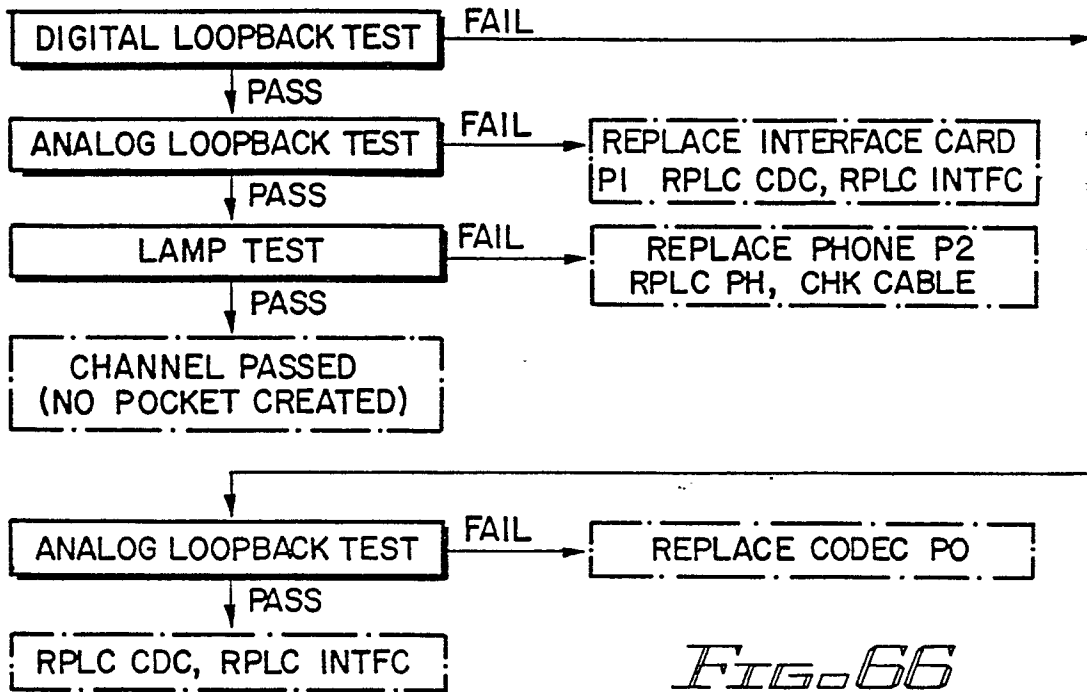 DIGITAL LOOPBACK TEST
FAIL
PASS
ANALOG LOOPBACK TEST
FAIL
REPLACE INTERFACE CARD
P1 RPLC CDC, RPLC INTFC
PASS
LAMP TEST
FAIL
REPLACE PHONE P2
RPLC PH, CHK CABLE
PASS
CHANNEL PASSED
(NO POCKET CREATED)
ANALOG LOOPBACK TEST
FAIL
REPLACE CODEC P0
PASS
RPLC CDC, RPLC INTFC
FIG. 66